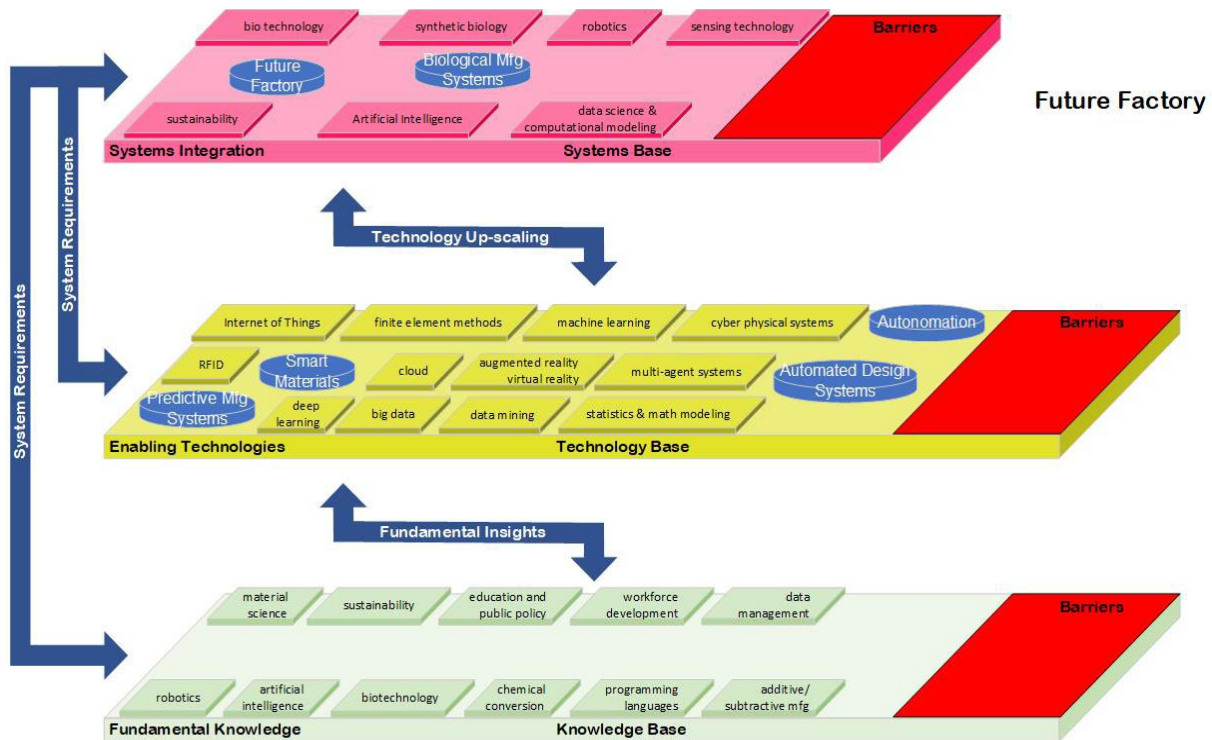 bio technology
synthetic biology
robotics
sensing technology
Barriers
Future
Factory
Biological Mfg
Systems
Future Factory
sustainability
Artificial Intelligence
data science &
computational modeling
Systems Integration
Systems Base
System Requirements
System Requirements
Technology Up-scaling
Internet of Things
finite element methods
machine learning
cyber physical systems
Autonomation
Barriers
RFID
Smart
Materials
cloud
augmented reality
virtual reality
multi-agent systems
Automated Design
Systems
Predictive Mfg
Systems
deep
learning
big data
data mining
statistics & math modeling
Enabling Technologies
Technology Base
Fundamental Insights
material
science
sustainability
education and
public policy
workforce
development
data
management
Barriers
robotics
artificial
intelligence
biotechnology
chemical
conversion
programming
languages
additive/
subtractive mfg
Fundamental Knowledge
Knowledge Base